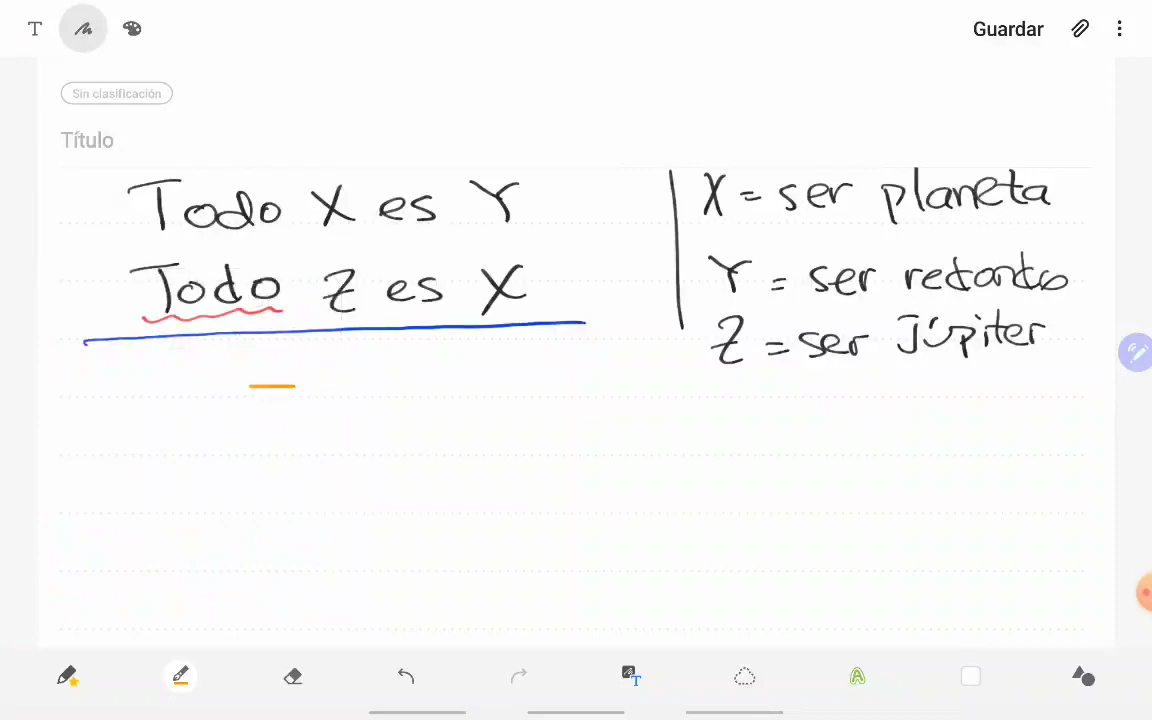 Guardar
Sin clasificación
Título
Todo X es Y
Todo Z es X
X = ser planeta
Y = ser redondo
Z = ser Júpiter